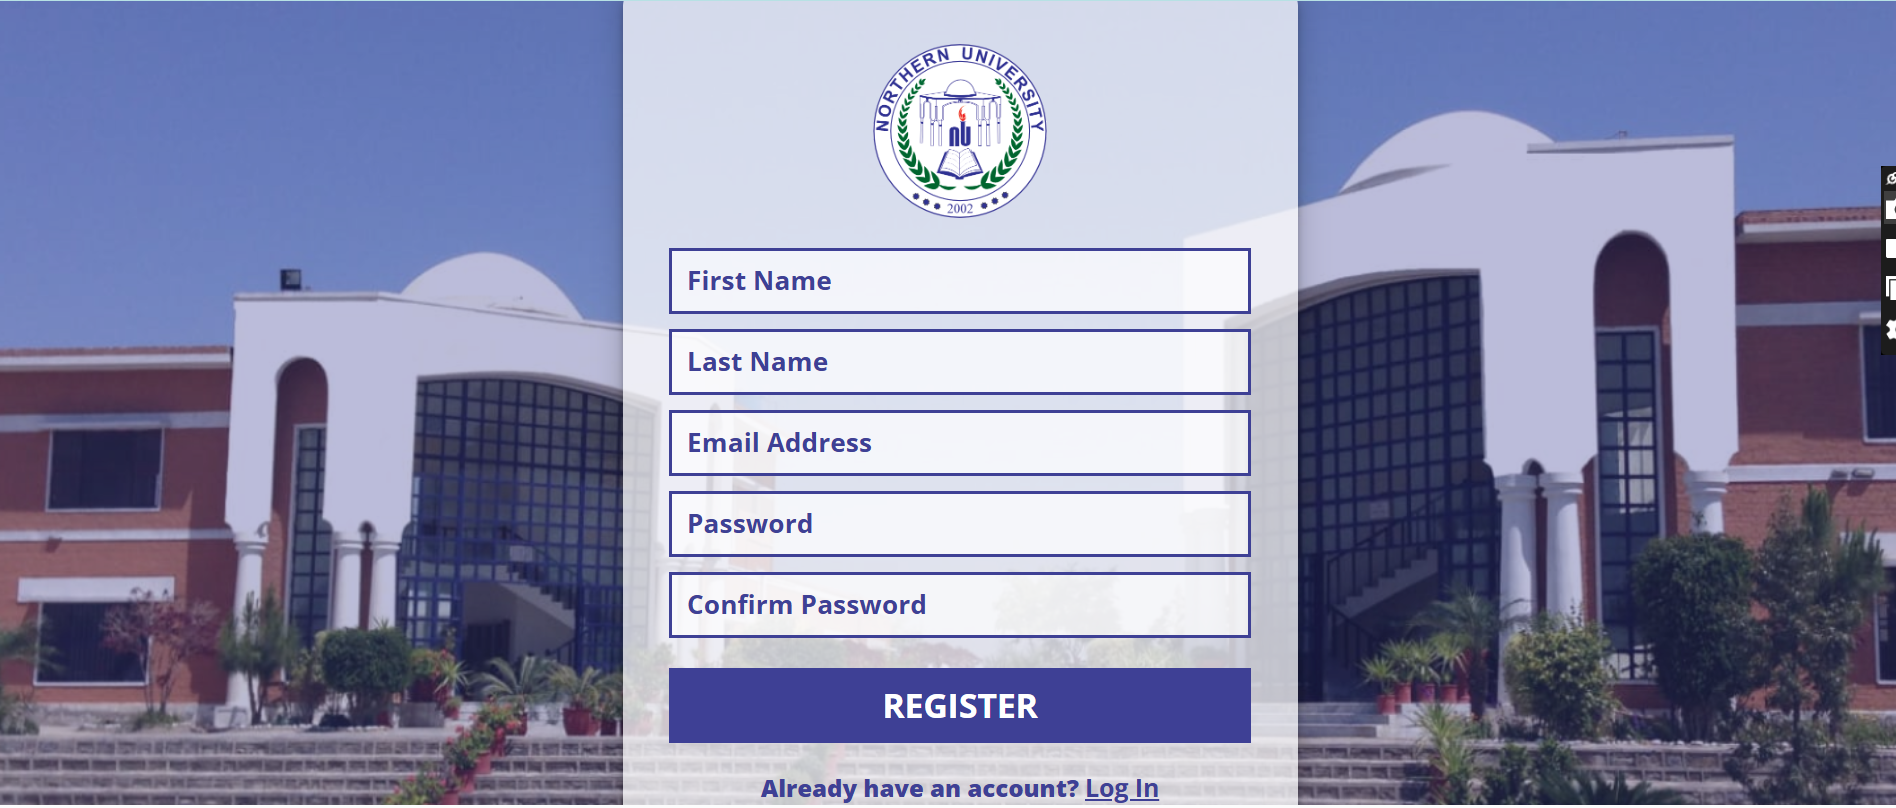 NORTHERN UNIVERSITY
nu
2002
First Name
Last Name
Email Address
Password
Confirm Password
REGISTER
Already have an account? Log In